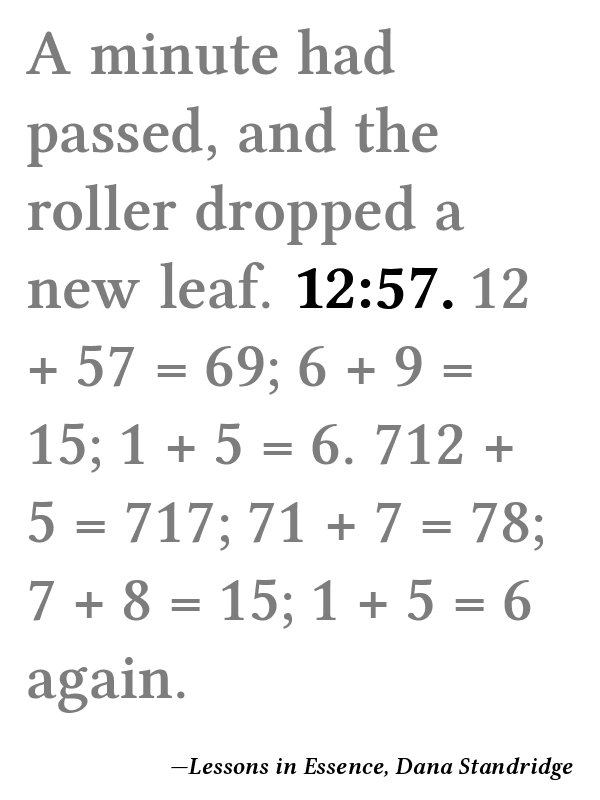 A minute had
passed, and the
roller dropped a
new leaf. 12:57. 12
+ 57 = 69; 6 + 9 =
15; 1 + 5 = 6. 712 +
5 = 717; 71 + 7 = 78;
7 + 8 = 15; 1 + 5 = 6
again.
—Lessons in Essence, Dana Standridge